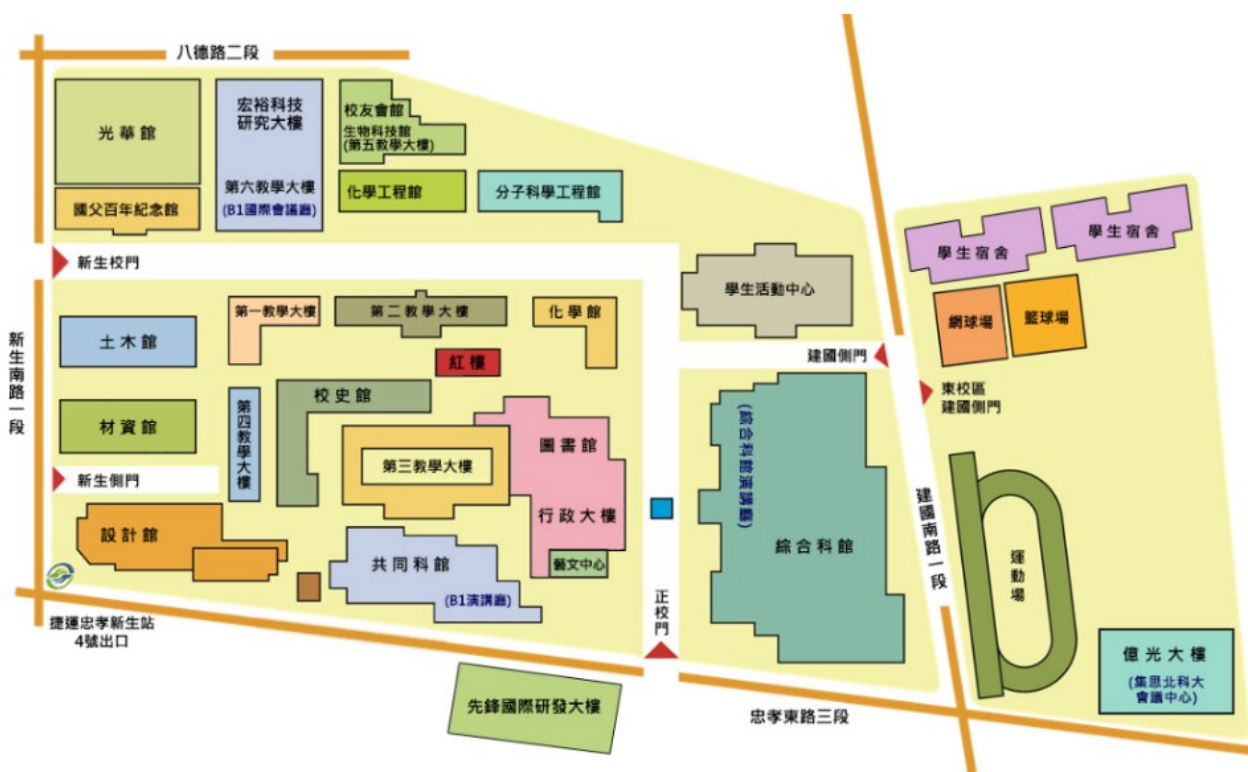 八德路二段
光華館
宏裕科技
研究大樓
第六教學大樓
(B1國際會議廳)
校友會館
生物科技館
(第五教學大樓)
國父百年紀念館
化學工程館
分子科學工程館
新生校門
學生宿舍
學生宿舍
學生活動中心
網球場
籃球場
第一教學大樓
第二教學大樓
化學館
土木館
紅樓
建國側門
東校區
建國側門
新生南路一段
校史館
第四教學大樓
材資館
圖書館
(綜合科館演講廳)
第三教學大樓
新生側門
行政大樓
建國南路一段
設計館
綜合科館
共同科館
藝文中心
運動場
(B1演講廳)
正校門
捷運忠孝新生站
4號出口
億光大樓
(集思北科大
會議中心)
先鋒國際研發大樓
忠孝東路三段